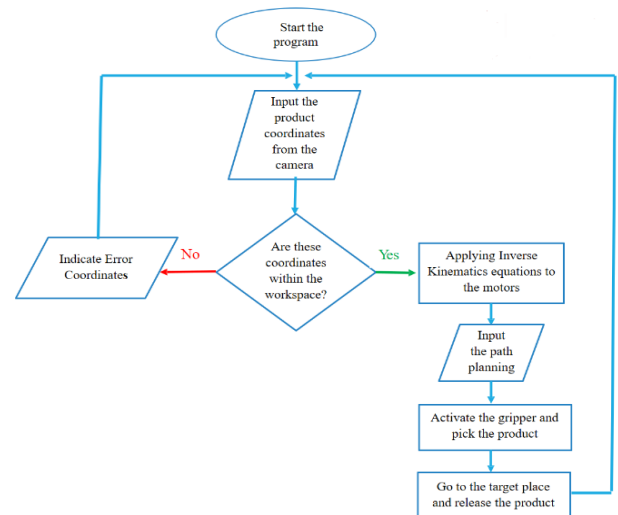 Start the
program
Input the
product
coordinates
from the
camera
Are these
coordinates
within the
workspace?
No
Yes
Indicate Error
Coordinates
Applying Inverse
Kinematics equations to
the motors
Input
the path
planning
Activate the gripper and
pick the product
Go to the target place
and release the product